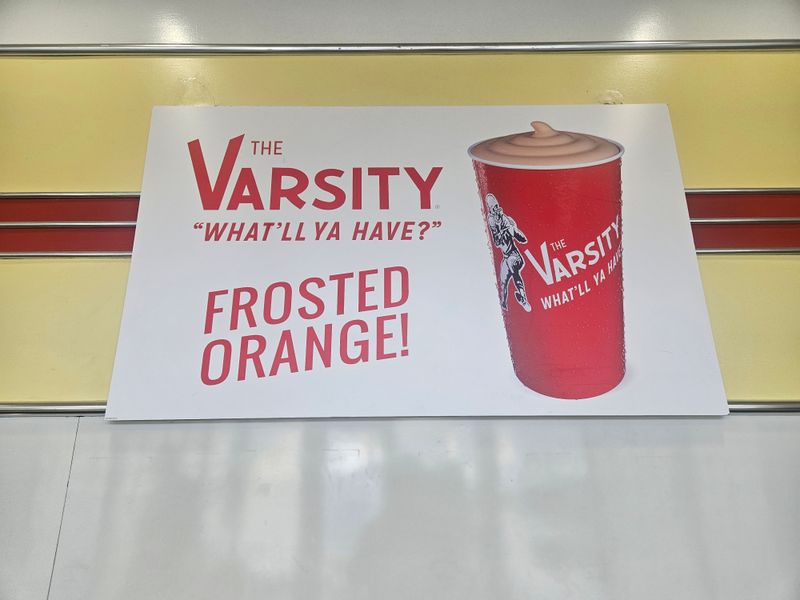 THE
VARSITY
"WHAT'LL YA HAVE?"
FROSTED
ORANGE!
THE
VARSITY
WHAT'LL YA HAVE